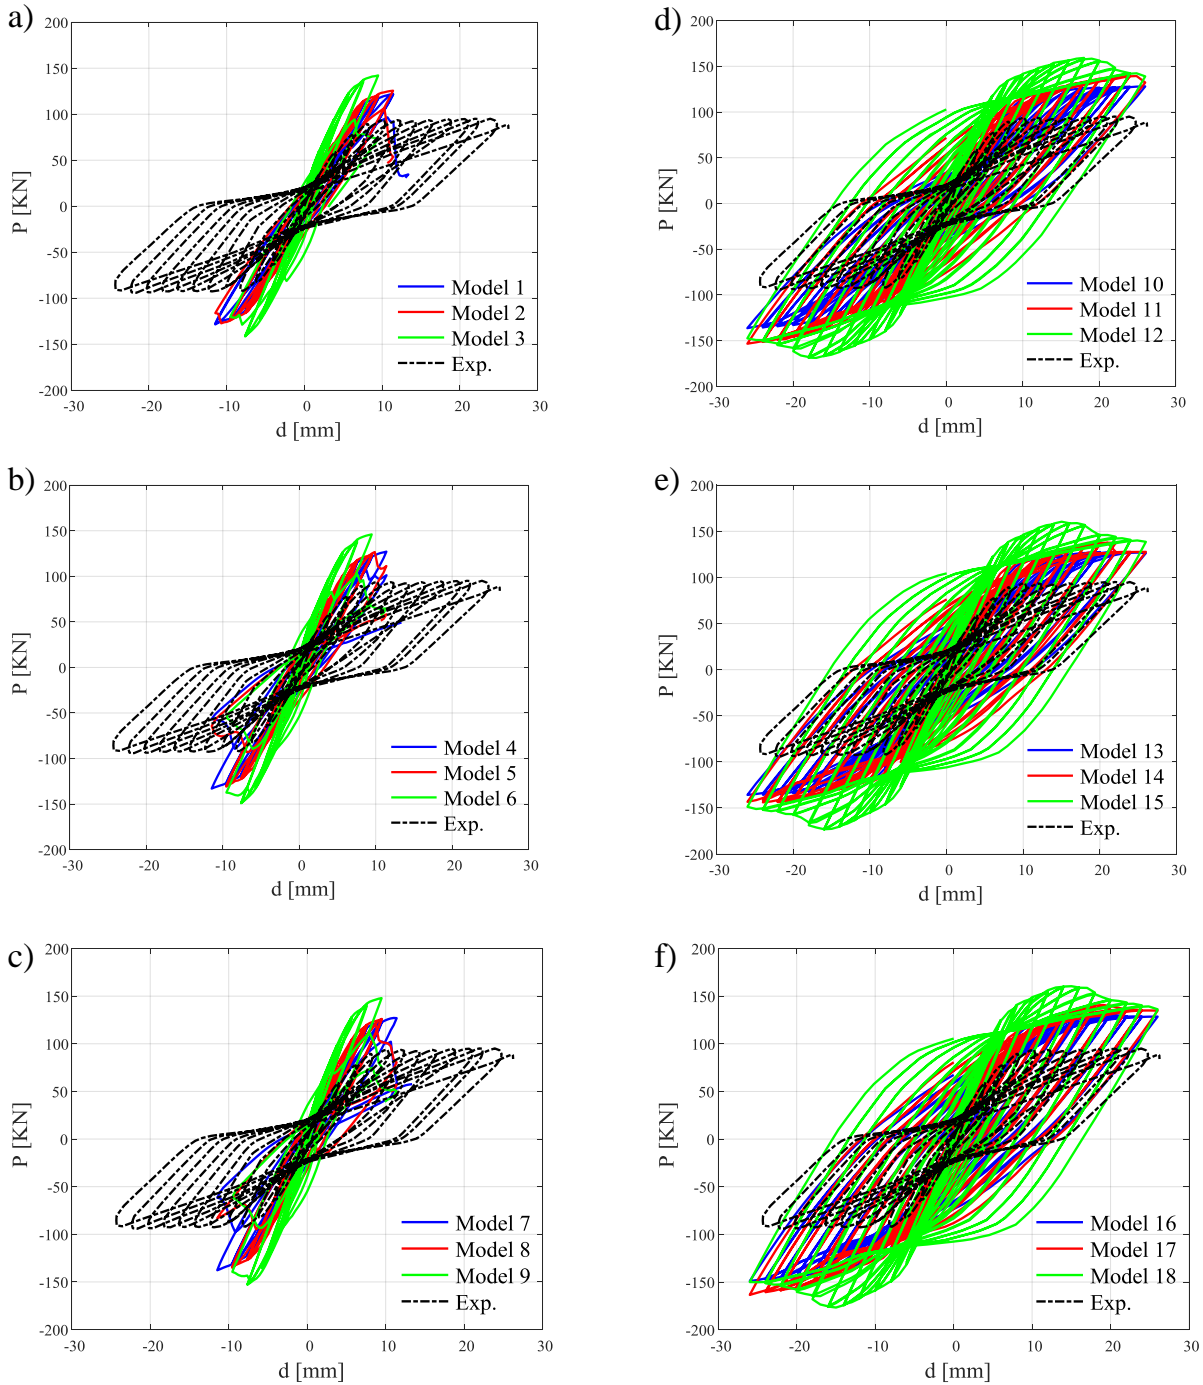 a)
200
150
100
50
0
-50
-100
-150
-200
P [KN]
-30 -20 -10 0 10 20 30
d [mm]
Model 1
Model 2
Model 3
Exp.
d)
200
150
100
50
0
-50
-100
-150
-200
P [KN]
-30 -20 -10 0 10 20 30
d [mm]
Model 10
Model 11
Model 12
Exp.
b)
200
150
100
50
0
-50
-100
-150
-200
P [KN]
-30 -20 -10 0 10 20 30
d [mm]
Model 4
Model 5
Model 6
Exp.
e)
200
150
100
50
0
-50
-100
-150
-200
P [KN]
-30 -20 -10 0 10 20 30
d [mm]
Model 13
Model 14
Model 15
Exp.
c)
200
150
100
50
0
-50
-100
-150
-200
P [KN]
-30 -20 -10 0 10 20 30
d [mm]
Model 7
Model 8
Model 9
Exp.
f)
200
150
100
50
0
-50
-100
-150
-200
P [KN]
-30 -20 -10 0 10 20 30
d [mm]
Model 16
Model 17
Model 18
Exp.